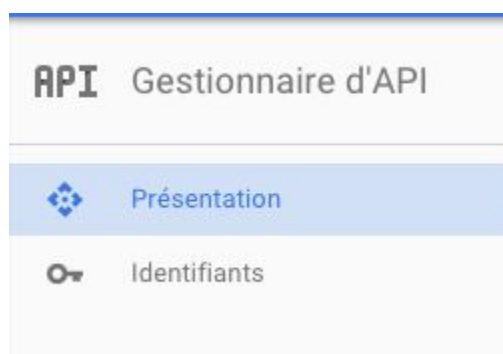 API Gestionnaire d'API
Présentation
Identifiants